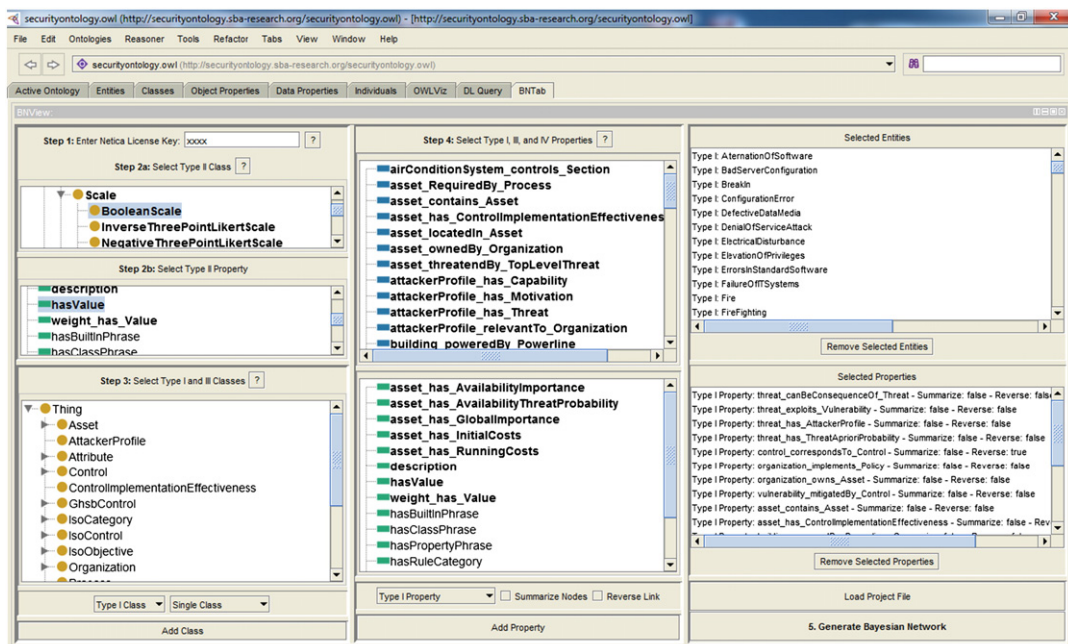 securityontology.owl (http://securityontology.sba-research.org/securityontology.owl) - [http://securityontology.sba-research.org/securityontology.owl]
File Edit Ontologies Reasoner Tools Refactor Tabs View Window Help
securityontology.owl (http://securityontology.sba-research.org/securityontology.owl)
Active Ontology Entities Classes Object Properties Data Properties Individuals OWLViz DL Query BNTab
BNView:
Step 1: Enter Netica License Key: xxxx ?
Step 2a: Select Type II Class ?
Scale
BooleanScale
InverseThreePointLikertScale
NegativeThreePointLikertScale
Step 2b: Select Type II Property
description
hasValue
weight_has_Value
hasBuiltInPhrase
hasClassPhrase
Step 3: Select Type I and III Classes ?
Thing
Asset
AttackerProfile
Attribute
Control
ControlImplementationEffectiveness
GhsbControl
IsoCategory
IsoControl
IsoObjective
Organization
Process
Type I Class Single Class
Add Class
Step 4: Select Type I, III, and IV Properties ?
airConditionSystem_controls_Section
asset_RequiredBy_Process
asset_contains_Asset
asset_has_ControlImplementationEffectivenes
asset_locatedIn_Asset
asset_ownedBy_Organization
asset_threatendBy_TopLevelThreat
attackerProfile_has_Capability
attackerProfile_has_Motivation
attackerProfile_has_Threat
attackerProfile_relevantTo_Organization
building_poweredBy_Powerline
asset_has_AvailabilityImportance
asset_has_AvailabilityThreatProbability
asset_has_GlobalImportance
asset_has_InitialCosts
asset_has_RunningCosts
description
hasValue
weight_has_Value
hasBuiltInPhrase
hasClassPhrase
hasPropertyPhrase
hasRuleCategory
Type I Property Summarize Nodes Reverse Link
Add Property
Selected Entities
Type I: AternationOfSoftware
Type I: BadServerConfiguration
Type I: BreakIn
Type I: ConfigurationError
Type I: DefectiveDataMedia
Type I: DenialOfServiceAttack
Type I: ElectricalDisturbance
Type I: ElevationOfPrivileges
Type I: ErrorsInStandardSoftware
Type I: FailureOfITSystems
Type I: Fire
Type I: FireFighting
Remove Selected Entities
Selected Properties
Type I Property: threat_canBeConsequenceOf_Threat - Summarize: false - Reverse: fals
Type I Property: threat_exploits_Vulnerability - Summarize: false - Reverse: false
Type I Property: threat_has_AttackerProfile - Summarize: false - Reverse: false
Type I Property: threat_has_ThreatAprioriProbability - Summarize: false - Reverse: false
Type I Property: control_correspondsTo_Control - Summarize: false - Reverse: true
Type I Property: organization_implements_Policy - Summarize: false - Reverse: false
Type I Property: organization_owns_Asset - Summarize: false - Reverse: false
Type I Property: vulnerability_mitigatedBy_Control - Summarize: false - Reverse: false
Type I Property: asset_contains_Asset - Summarize: false - Reverse: false
Type I Property: asset_has_ControlImplementationEffectiveness - Summarize: false - Rev
Remove Selected Properties
Load Project File
5. Generate Bayesian Network